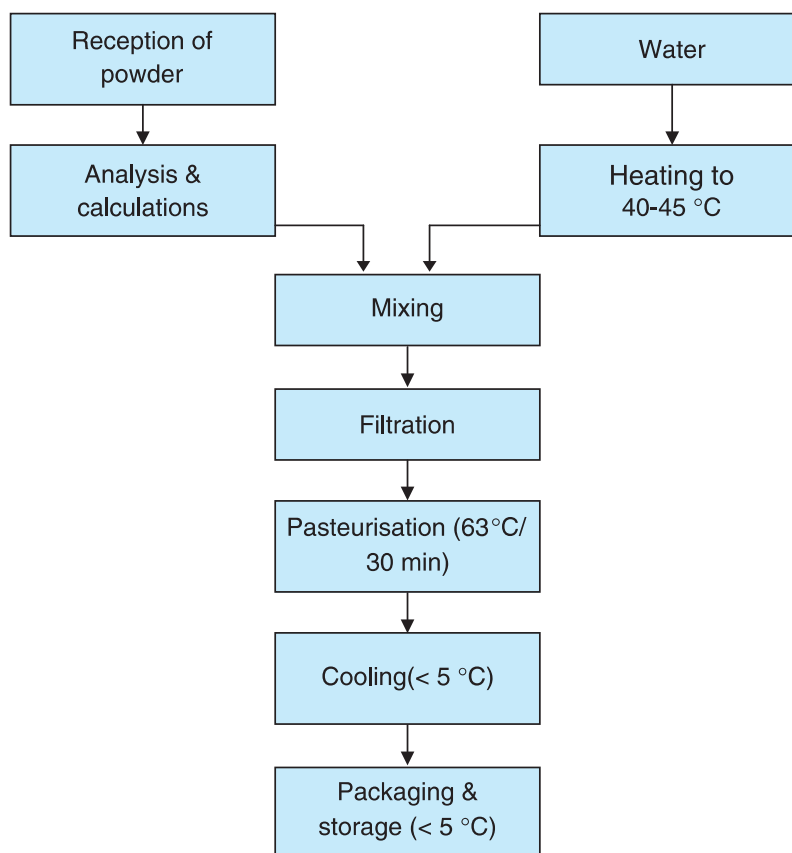 Reception of
powder
Water
Analysis &
calculations
Heating to
40-45 °C
Mixing
Filtration
Pasteurisation (63°C/
30 min)
Cooling(< 5 °C)
Packaging &
storage (< 5 °C)